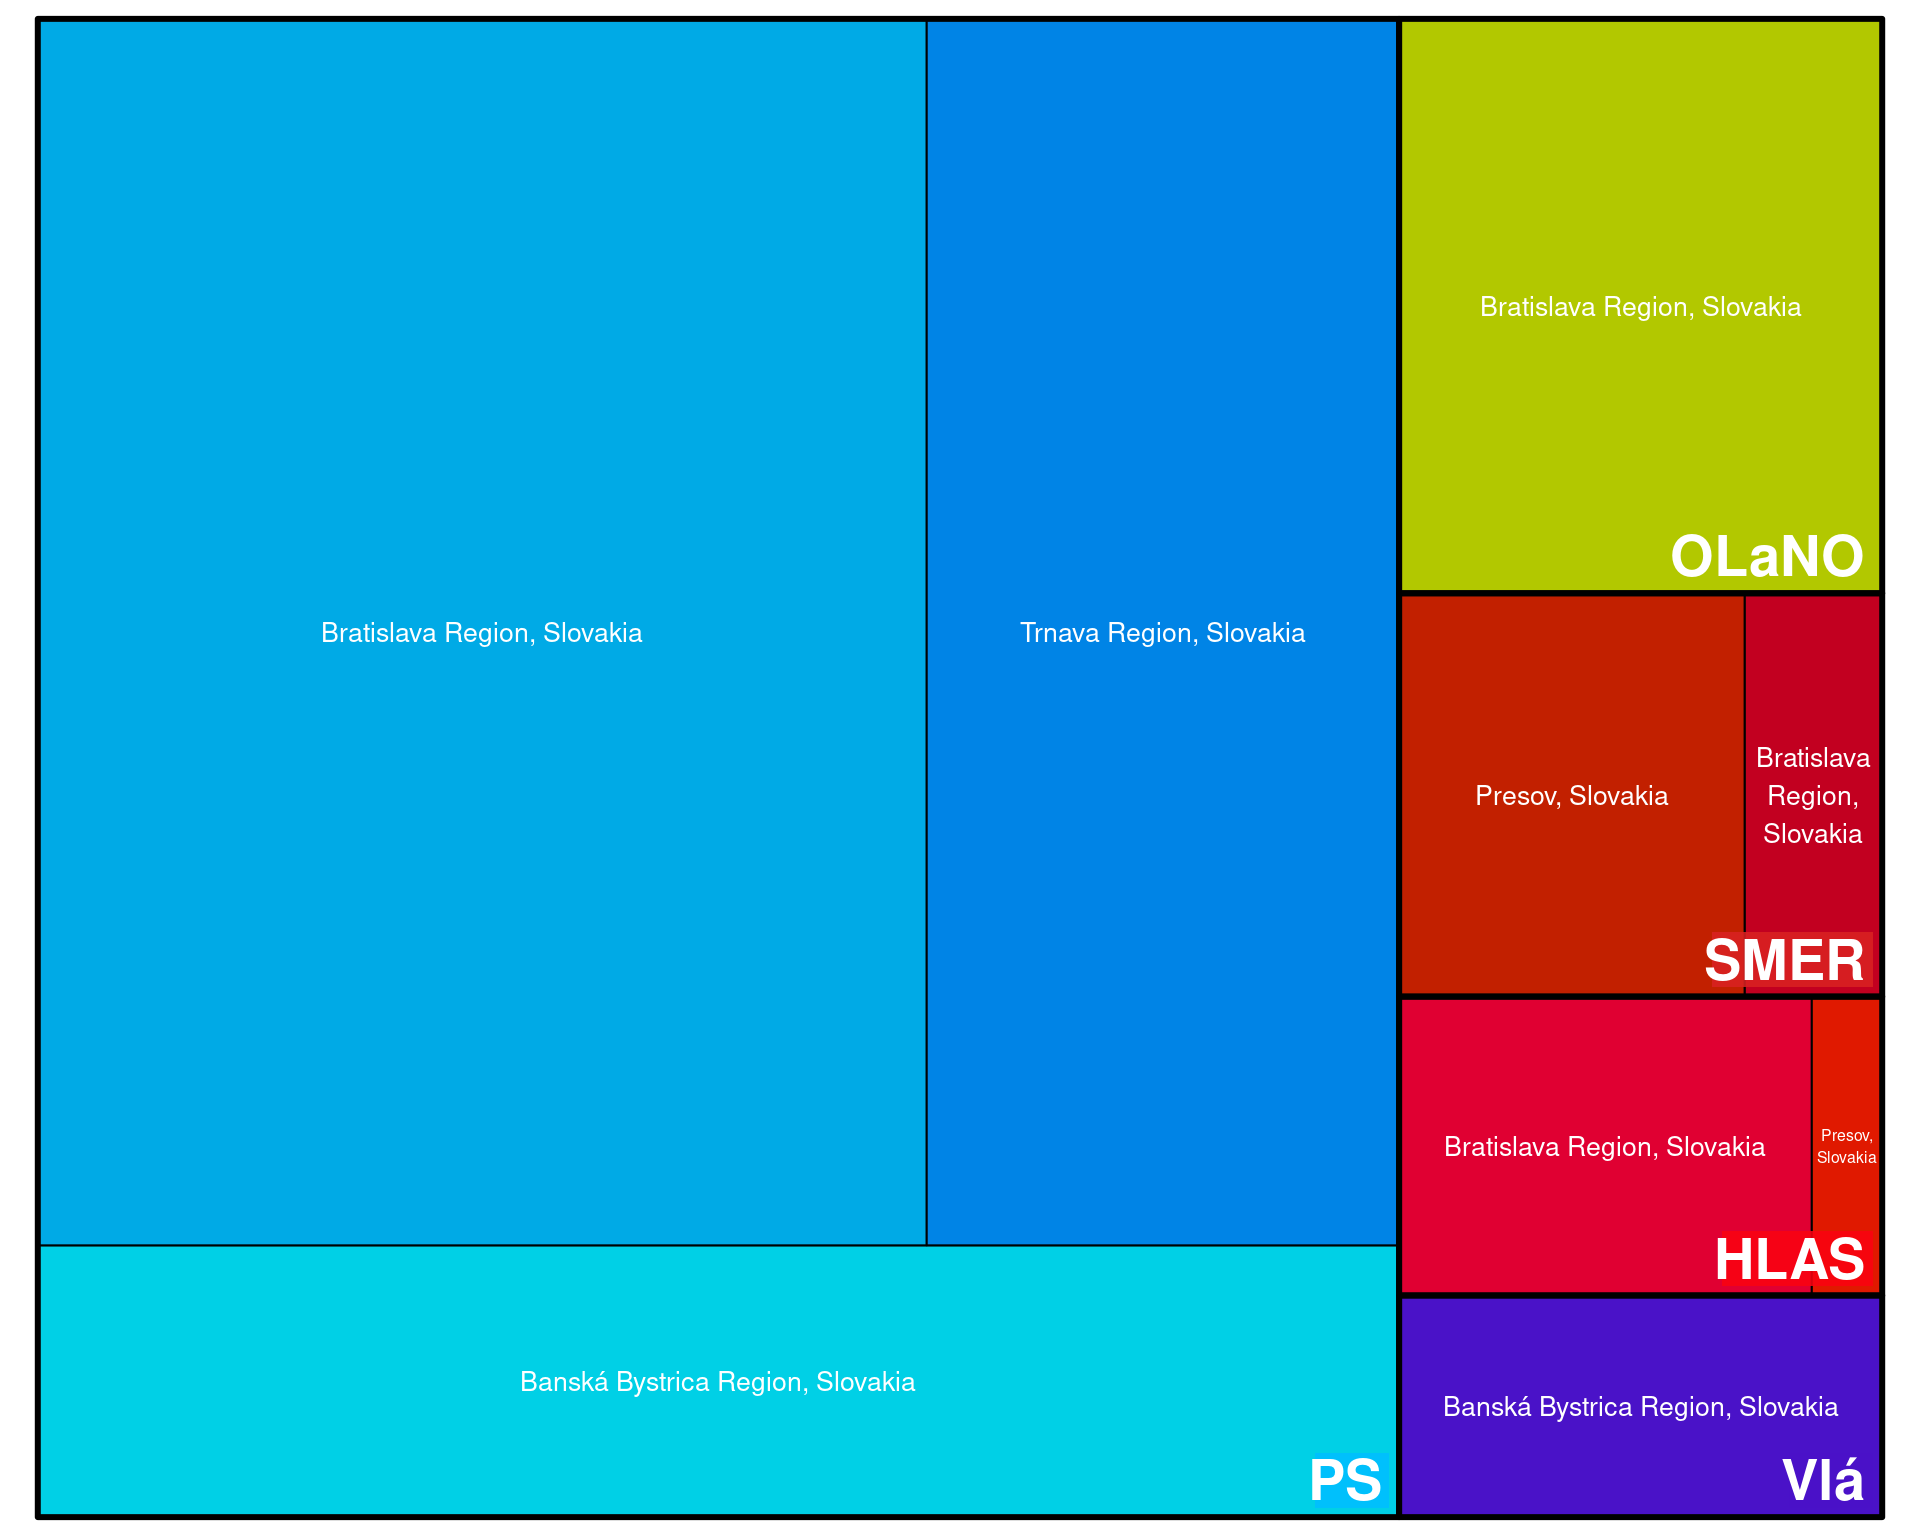 Bratislava Region, Slovakia
Trnava Region, Slovakia
Banská Bystrica Region, Slovakia
PS
Bratislava Region, Slovakia
OLaNO
Presov, Slovakia
Bratislava
Region,
Slovakia
SMER
Bratislava Region, Slovakia
Presov,
Slovakia
HLAS
Banská Bystrica Region, Slovakia
Vlá